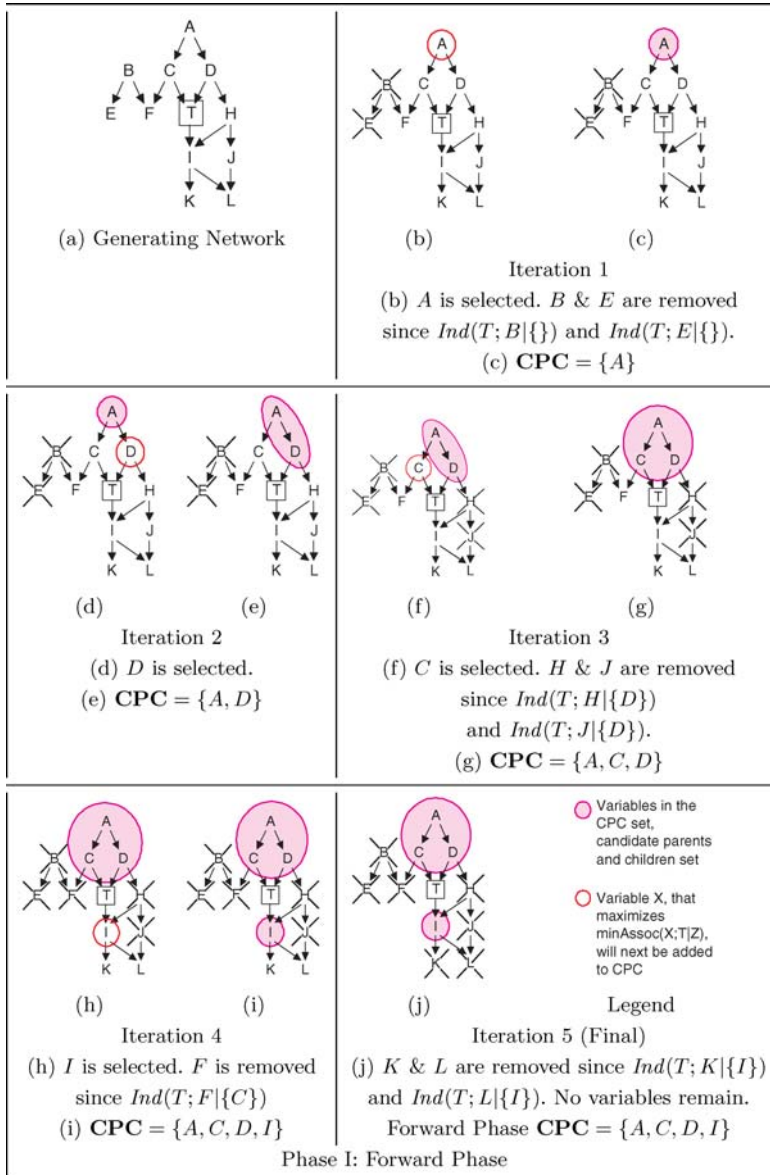 A
B C D
E F T H
I J
K L
(a) Generating Network
A
B C D
E F T H
I J
K L
(b)
A
B C D
E F T H
I J
K L
(c)
Iteration 1
(b) A is selected. B & E are removed
since Ind(T; B|{}) and Ind(T; E|{}).
(c) CPC = {A}
A
B C D
E F T H
I J
K L
(d)
A
B C D
E F T H
I J
K L
(e)
Iteration 2
(d) D is selected.
(e) CPC = {A, D}
A
B C D
E F T H
I J
K L
(f)
A
B C D
E F T H
I J
K L
(g)
Iteration 3
(f) C is selected. H & J are removed
since Ind(T; H|{D})
and Ind(T; J|{D}).
(g) CPC = {A, C, D}
A
B C D
E F T H
I J
K L
(h)
A
B C D
E F T H
I J
K L
(i)
Iteration 4
(h) I is selected. F is removed
since Ind(T; F|{C})
(i) CPC = {A, C, D, I}
A
B C D
E F T H
I J
K L
(j)
Variables in the
CPC set,
candidate parents
and children set
Variable X, that
maximizes
minAssoc(X;T|Z),
will next be added
to CPC
Legend
Iteration 5 (Final)
(j) K & L are removed since Ind(T; K|{I})
and Ind(T; L|{I}). No variables remain.
Forward Phase CPC = {A, C, D, I}
Phase I: Forward Phase